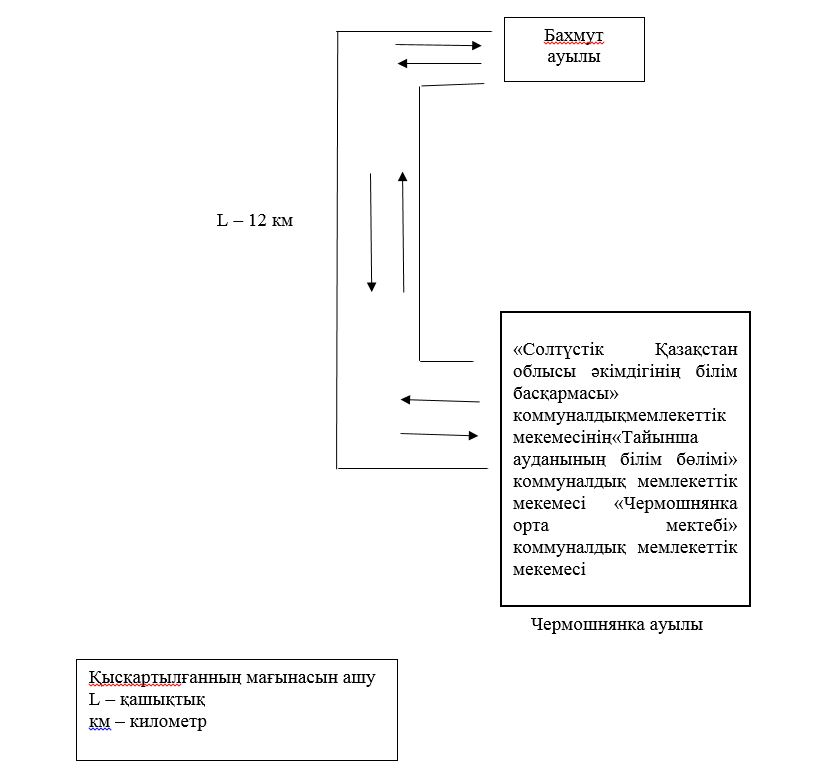 Бахмут
ауылы
L – 12 км
«Солтүстік Қазақстан
облысы әкімдігінің білім
басқармасы»
коммуналдықмемлекеттік
мекемесінің«Тайынша
ауданының білім бөлімі»
коммуналдық мемлекеттік
мекемесі «Чермошнянка
орта мектебі»
коммуналдық мемлекеттік
мекемесі
Чермошнянка ауылы
Қысқартылғанның мағынасын ашу
L – қашықтық
км – километр